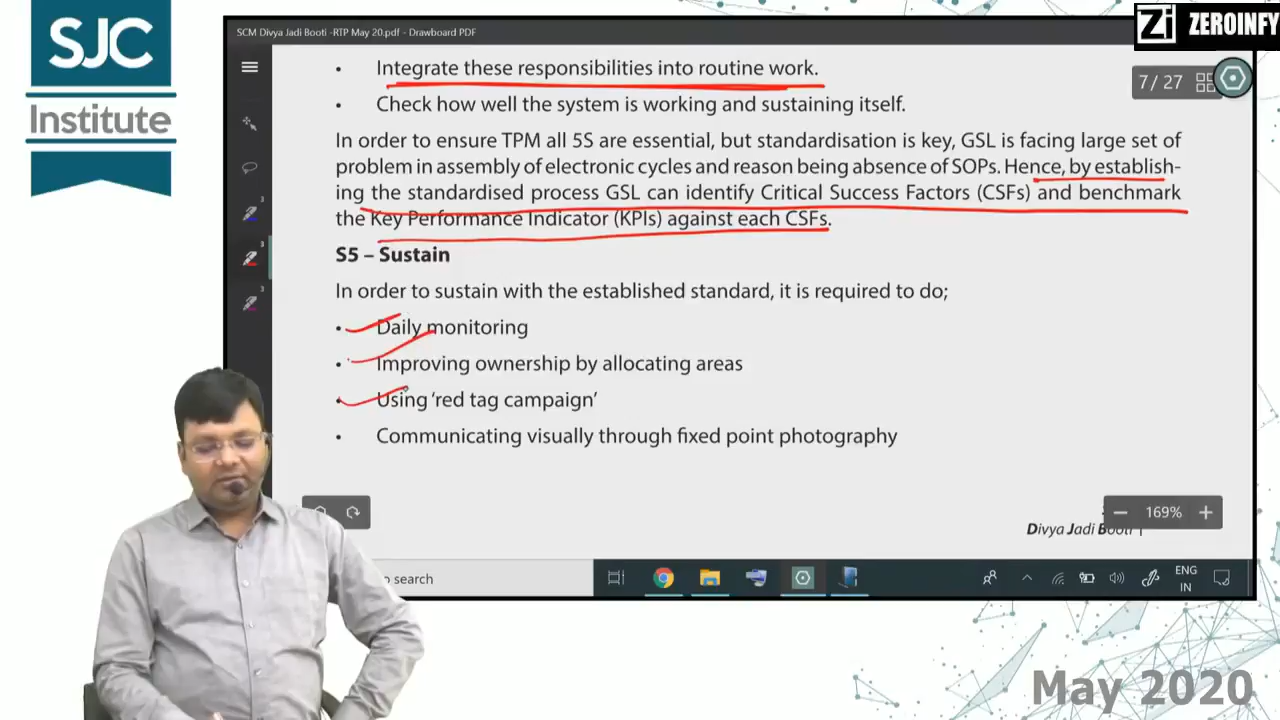 SJC
Institute
SCM Divya Jadi Booti -RTP May 20.pdf - Drawboard PDF
Zi ZEROINFY
7 / 27
• Integrate these responsibilities into routine work.
• Check how well the system is working and sustaining itself.
In order to ensure TPM all 5S are essential, but standardisation is key, GSL is facing large set of
problem in assembly of electronic cycles and reason being absence of SOPs. Hence, by establish-
ing the standardised process GSL can identify Critical Success Factors (CSFs) and benchmark
the Key Performance Indicator (KPIs) against each CSFs.
S5 – Sustain
In order to sustain with the established standard, it is required to do;
• Daily monitoring
• Improving ownership by allocating areas
• Using ‘red tag campaign’
• Communicating visually through fixed point photography
3
3
3
169%
Divya Jadi Booti |
search
ENG
IN
May 2020